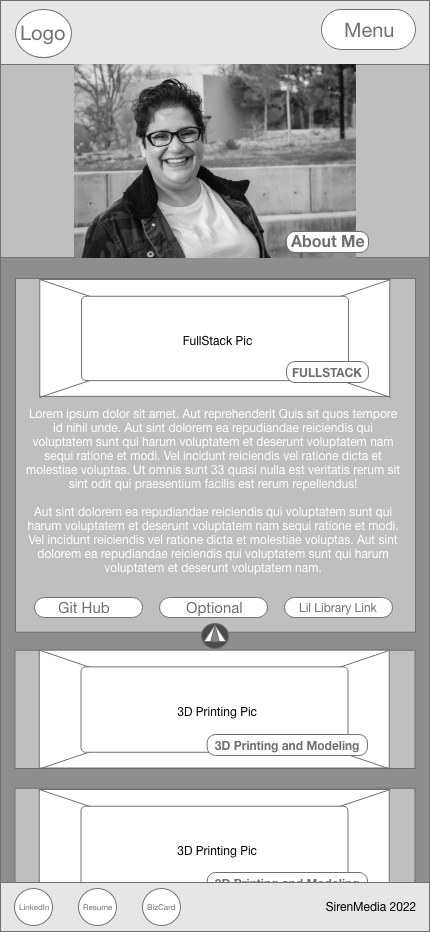 Logo
Menu
About Me
FullStack Pic
FULLSTACK
Lorem ipsum dolor sit amet. Aut reprehenderit Quis sit quos tempore
id nihil unde. Aut sint dolorem ea repudiandae reiciendis qui
voluptatem sunt qui harum voluptatem et deserunt voluptatem nam
sequi ratione et modi. Vel incidunt reiciendis vel ratione dicta et
molestiae voluptas. Ut omnis sunt 33 quasi nulla est veritatis rerum sit
sint odit qui praesentium facilis est rerum repellendus!
Aut sint dolorem ea repudiandae reiciendis qui voluptatem sunt qui
harum voluptatem et deserunt voluptatem nam sequi ratione et modi.
Vel incidunt reiciendis vel ratione dicta et molestiae voluptas. Aut sint
dolorem ea repudiandae reiciendis qui voluptatem sunt qui harum
voluptatem et deserunt voluptatem nam.
Git Hub
Optional
Lil Library Link
3D Printing Pic
3D Printing and Modeling
3D Printing Pic
3D Printing and Modeling
LinkedIn
Resume
BizCard
SirenMedia 2022